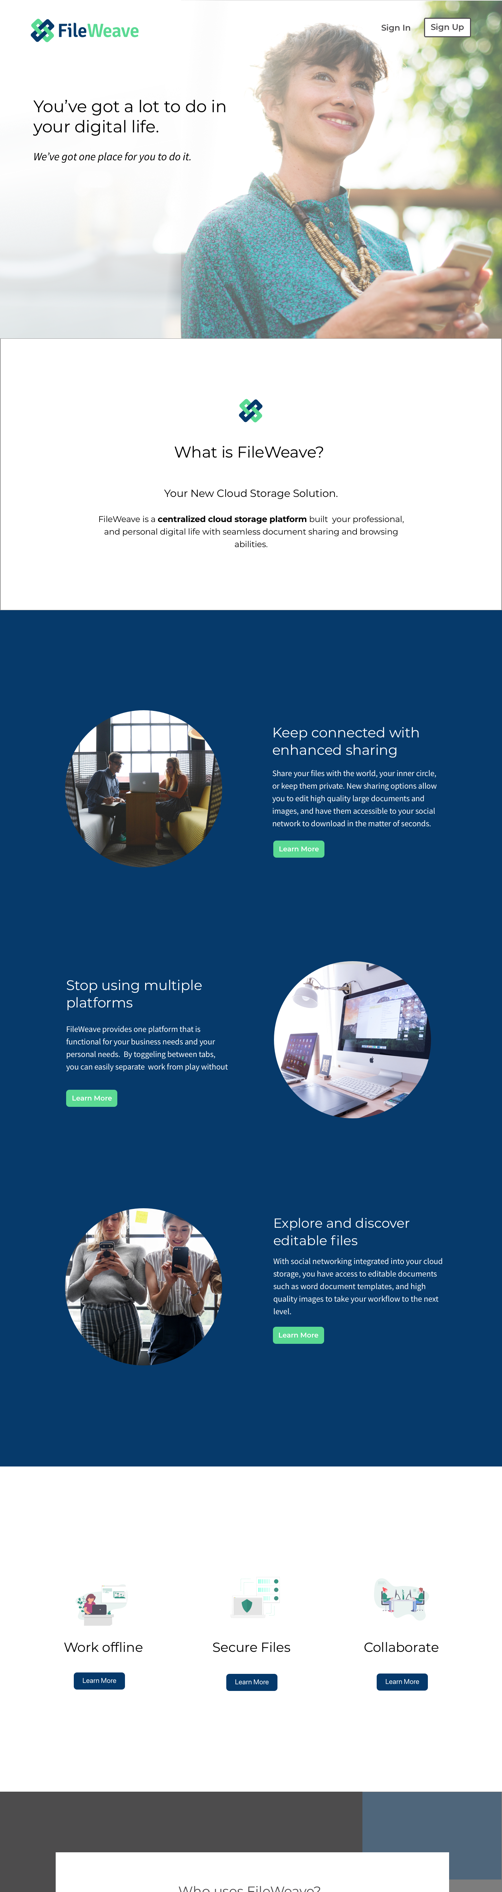 FileWeave
Sign In
Sign Up
You've got a lot to do in
your digital life.
We've got one place for you to do it.
What is FileWeave?
Your New Cloud Storage Solution.
FileWeave is a centralized cloud storage platform built your professional,
and personal digital life with seamless document sharing and browsing
abilities.
Keep connected with
enhanced sharing
Share your files with the world, your inner circle,
or keep them private. New sharing options allow
you to edit high quality large documents and
images, and have them accessible to your social
network to download in the matter of seconds.
Learn More
Stop using multiple
platforms
FileWeave provides one platform that is
functional for your business needs and your
personal needs. By toggeling between tabs,
you can easily separate work from play without
Learn More
Explore and discover
editable files
With social networking integrated into your cloud
storage, you have access to editable documents
such as word document templates, and high
quality images to take your workflow to the next
level.
Learn More
Work offline
Secure Files
Collaborate
Learn More
Learn More
Learn More
Who uses FileWeave?